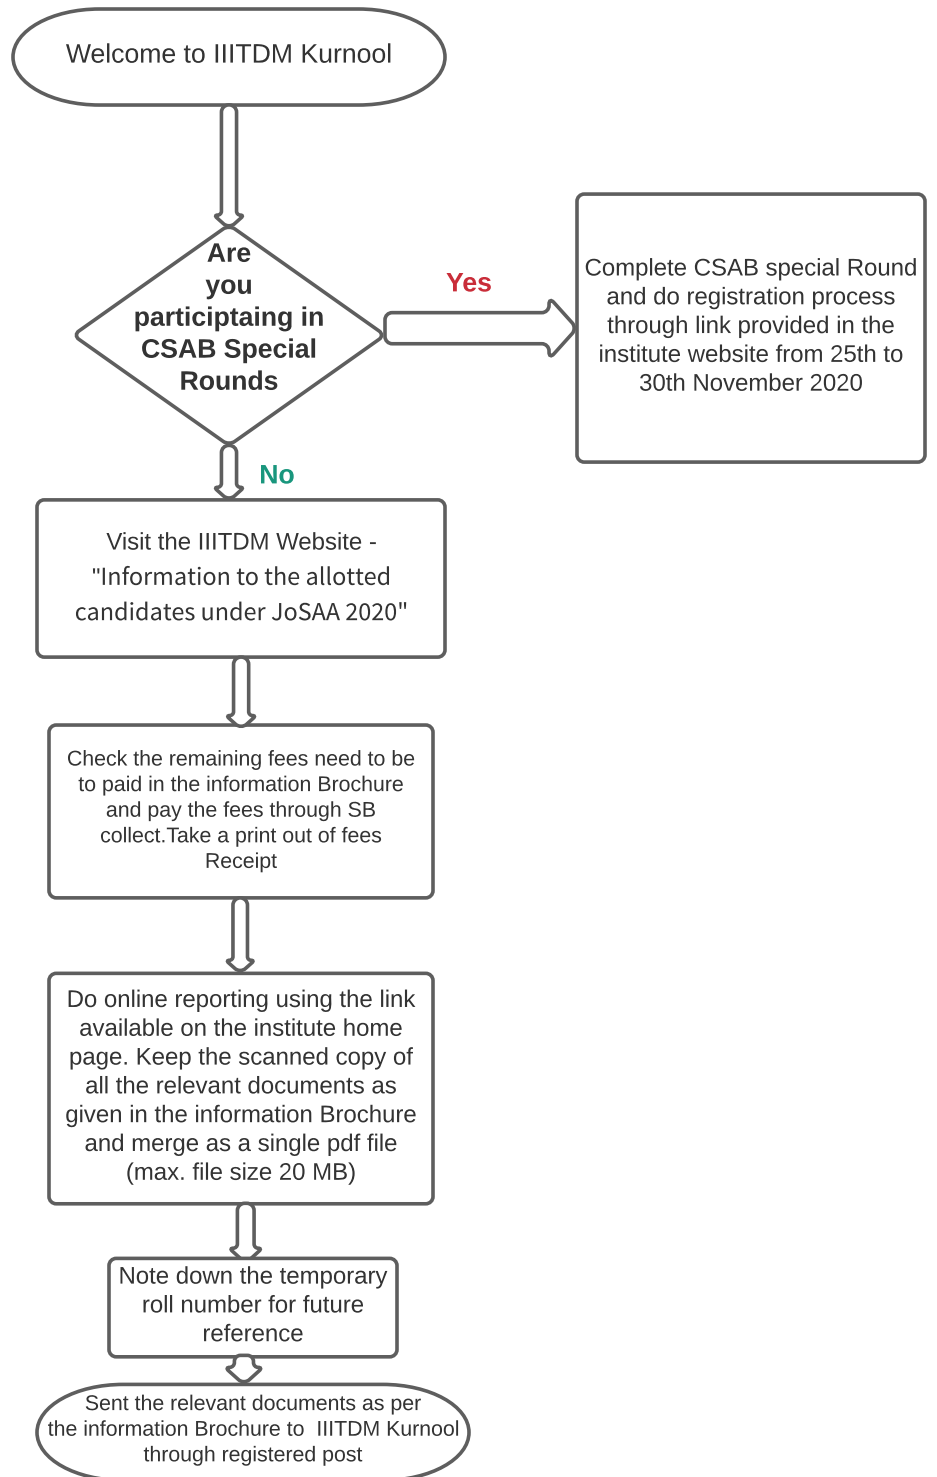 Welcome to IIITDM Kurnool
Are
you
participtaing in
CSAB Special
Rounds
Yes
Complete CSAB special Round
and do registration process
through link provided in the
institute website from 25th to
30th November 2020
No
Visit the IIITDM Website -
"Information to the allotted
candidates under JoSAA 2020"
Check the remaining fees need to be
to paid in the information Brochure
and pay the fees through SB
collect.Take a print out of fees
Receipt
Do online reporting using the link
available on the institute home
page. Keep the scanned copy of
all the relevant documents as
given in the information Brochure
and merge as a single pdf file
(max. file size 20 MB)
Note down the temporary
roll number for future
reference
Sent the relevant documents as per
the information Brochure to  IIITDM Kurnool
through registered post